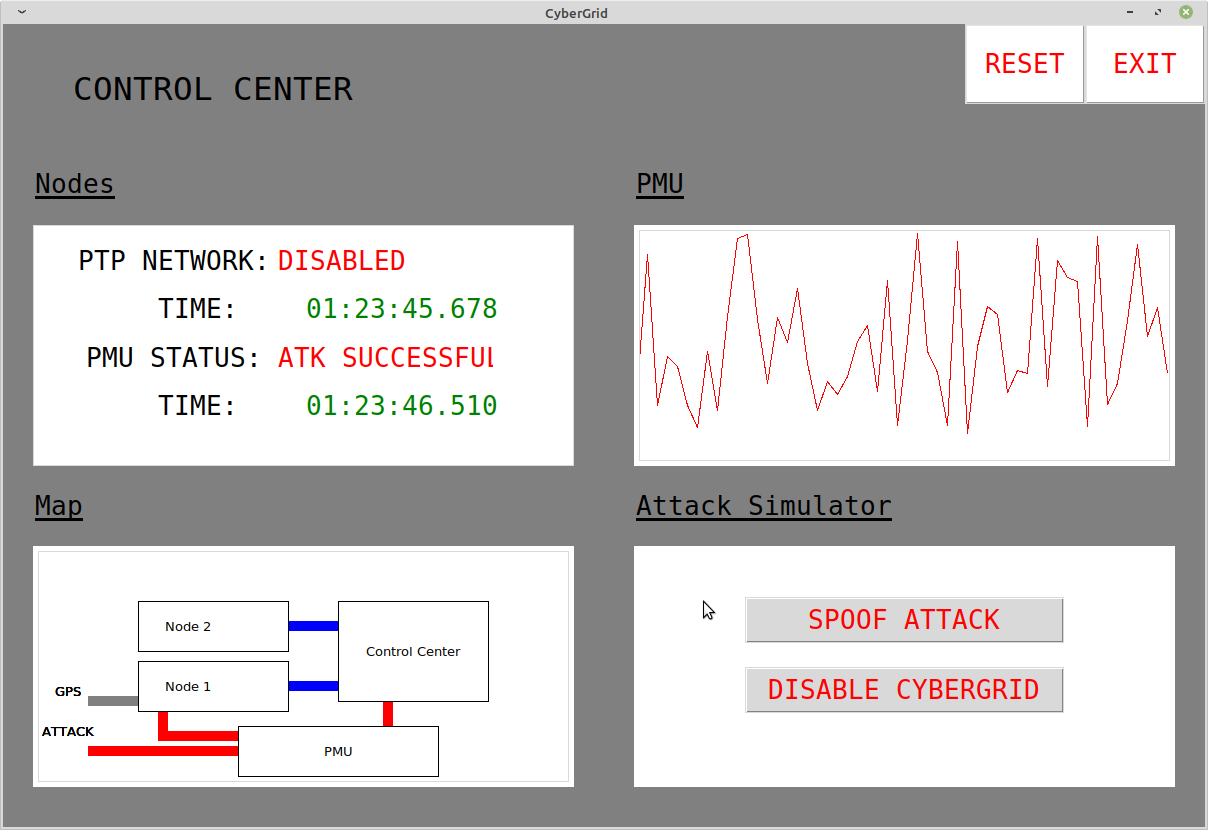 CyberGrid
RESET EXIT
CONTROL CENTER
Nodes
PTP NETWORK: DISABLED
TIME: 01:23:45.678
PMU STATUS: ATK SUCCESSFUL
TIME: 01:23:46.510
PMU
Map
Node 2
Control Center
Node 1
GPS
ATTACK
PMU
Attack Simulator
SPOOF ATTACK
DISABLE CYBERGRID